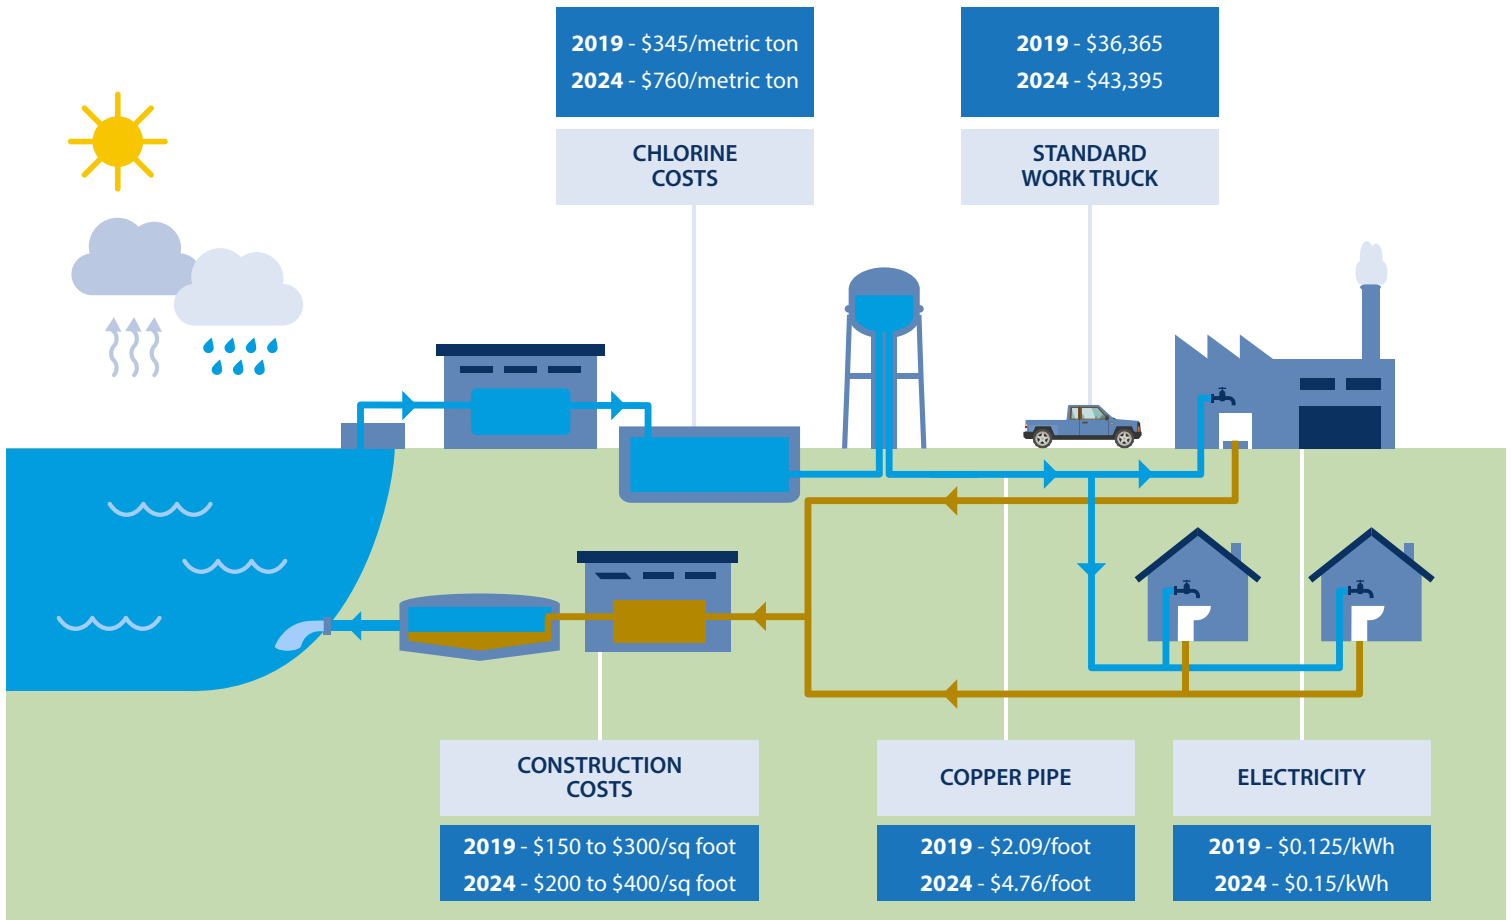 2019 - $345/metric ton
2024 - $760/metric ton
CHLORINE
COSTS
2019 - $36,365
2024 - $43,395
STANDARD
WORK TRUCK
CONSTRUCTION
COSTS
2019 - $150 to $300/sq foot
2024 - $200 to $400/sq foot
COPPER PIPE
2019 - $2.09/foot
2024 - $4.76/foot
ELECTRICITY
2019 - $0.125/kWh
2024 - $0.15/kWh